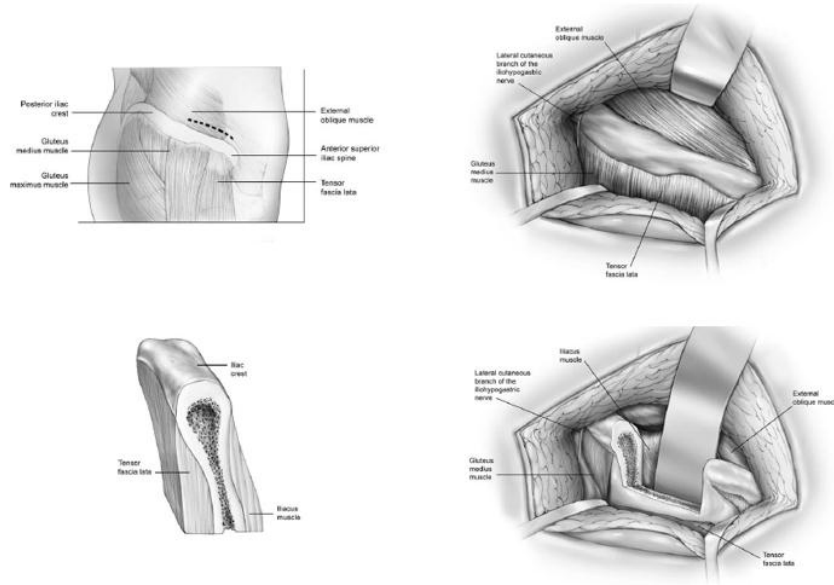 Posterior iliac
crest
Gluteus
medius muscle
Gluteus
maximus muscle
External
oblique muscle
Anterior superior
iliac spine
Tensor
fascia lata
External
oblique muscle
Lateral cutaneous
branch of the
iliohypogastric
nerve
Gluteus
medius
muscle
Tensor
fascia lata
Iliac
crest
Tensor
fascia lata
Iliacus
muscle
Iliacus
muscle
Lateral cutaneous
branch of the
iliohypogastric
nerve
External
oblique musc
Gluteus
medius
muscle
Tensor
fascia lata